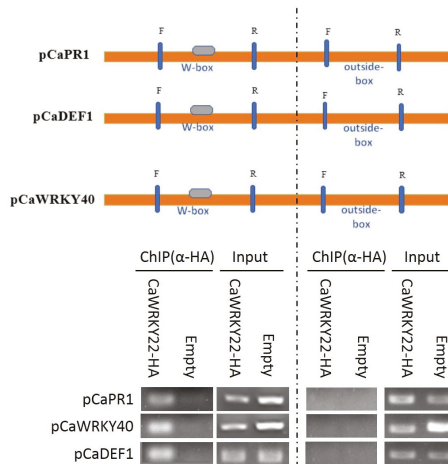 F R F R
pCaPR1
W-box outside-
box
F R F R
pCaDEF1
W-box outside-
box
F R F R
pCaWRKY40
W-box outside-
box
ChIP(α-HA) Input ChIP(α-HA) Input
CaWRKY22-HA Empty CaWRKY22-HA Empty CaWRKY22-HA Empty CaWRKY22-HA Empty
pCaPR1
pCaWRKY40
pCaDEF1